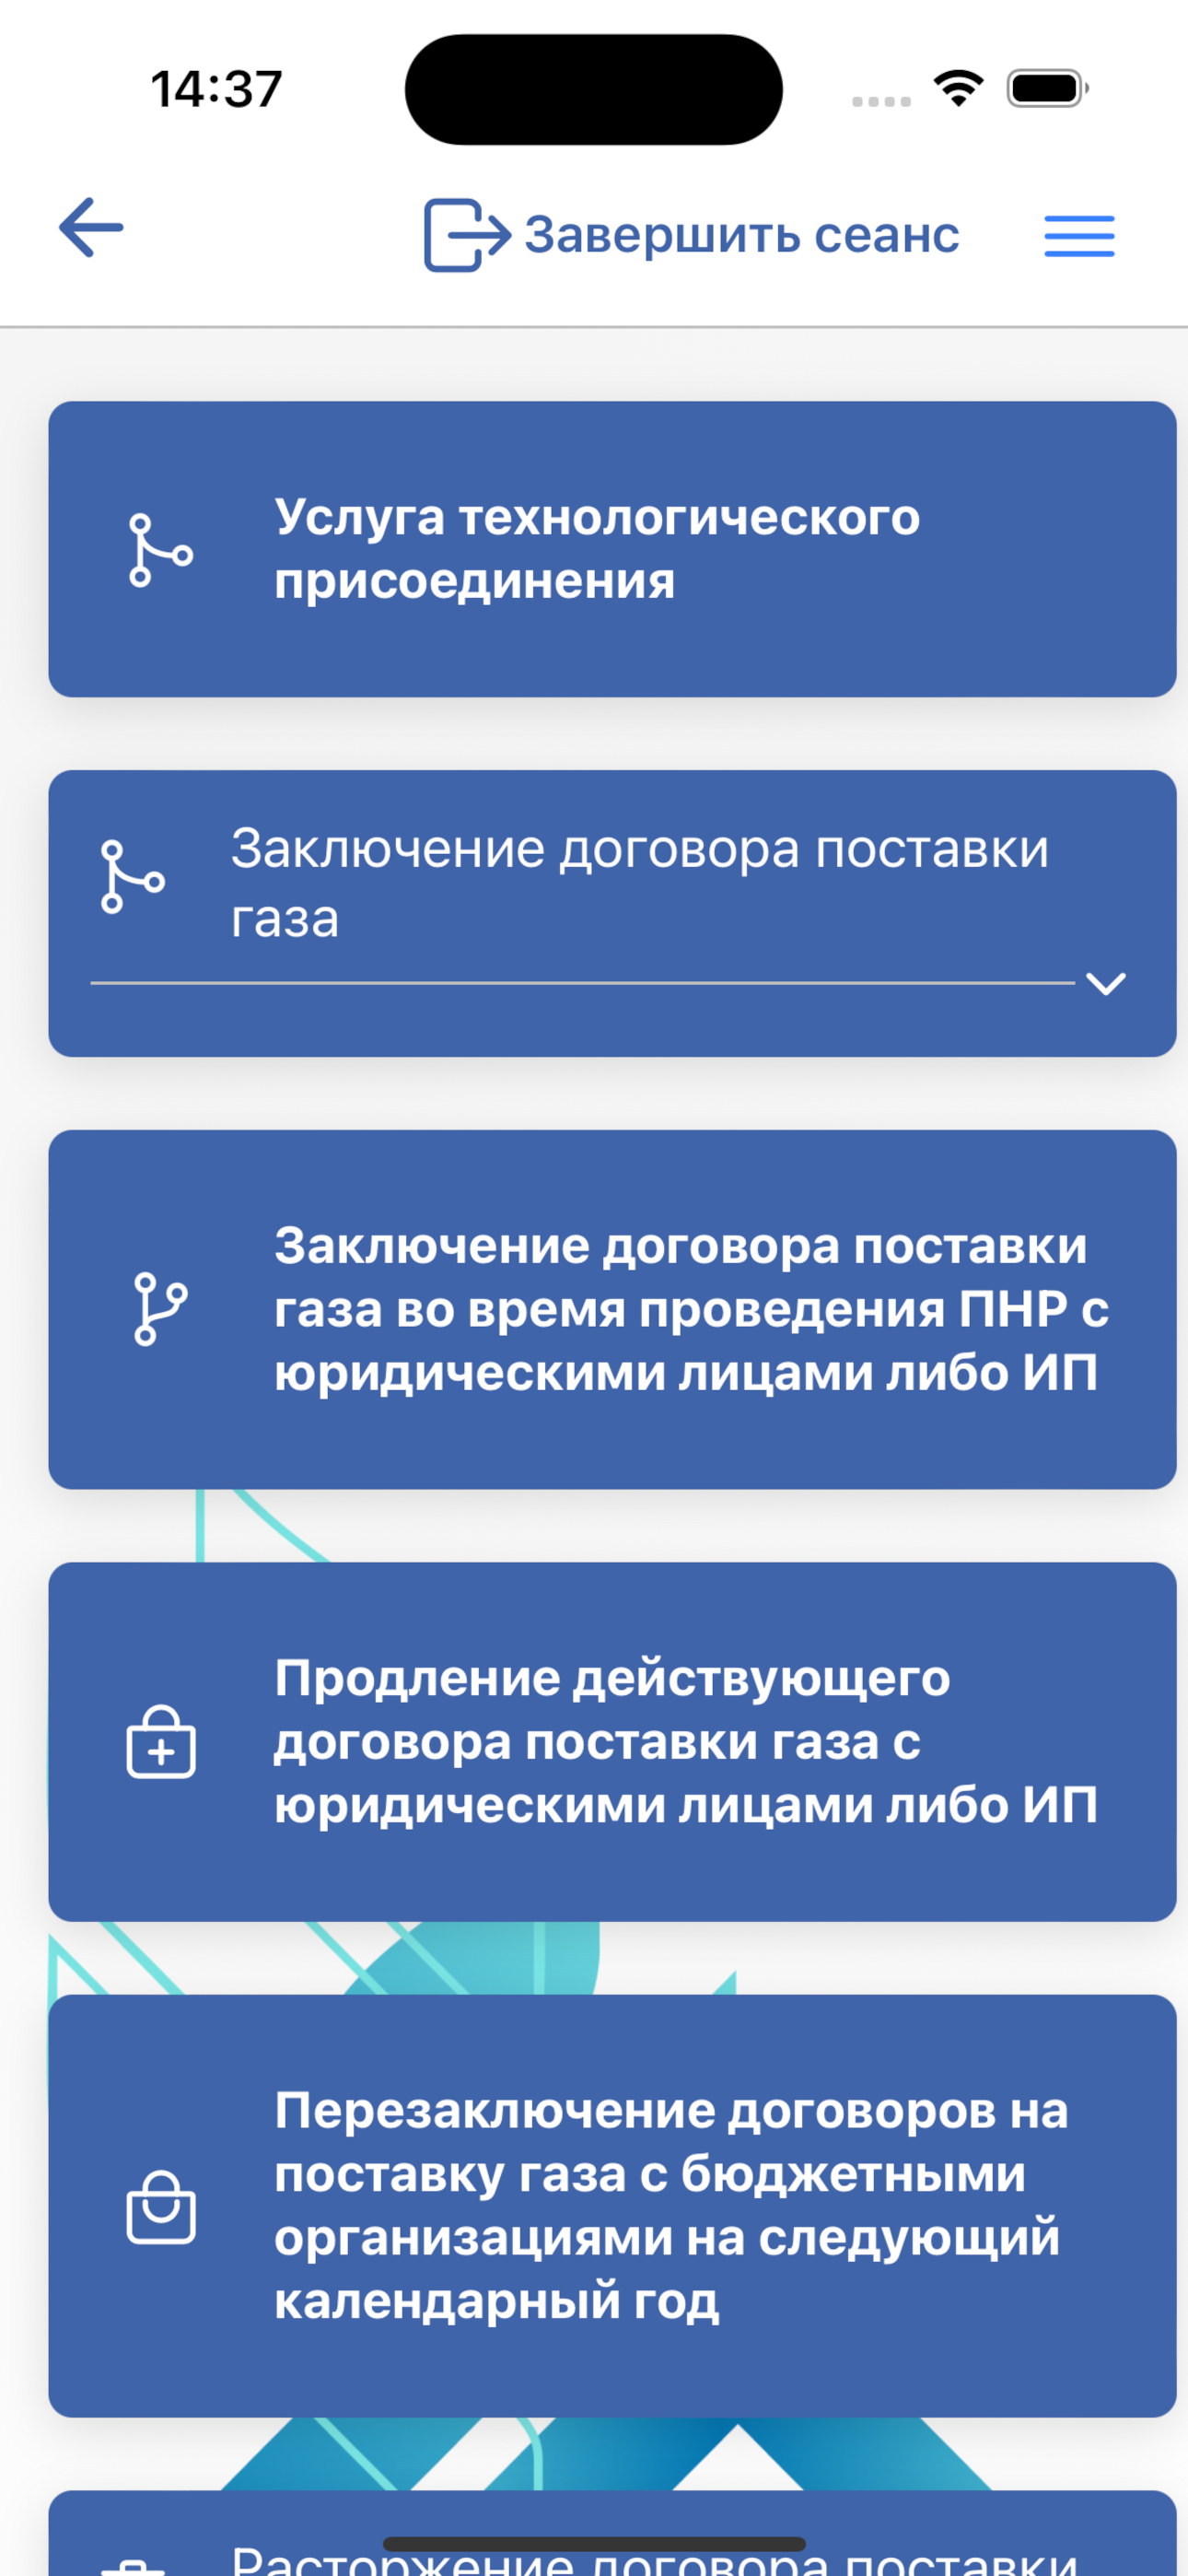 14:37
Завершить сеанс
Услуга технологического
присоединения
Заключение договора поставки
газа
Заключение договора поставки
газа во время проведения ПНР с
юридическими лицами либо ИП
Продление действующего
договора поставки газа с
юридическими лицами либо ИП
Перезаключение договоров на
поставку газа с бюджетными
организациями на следующий
календарный год
Расторжение договора поставки